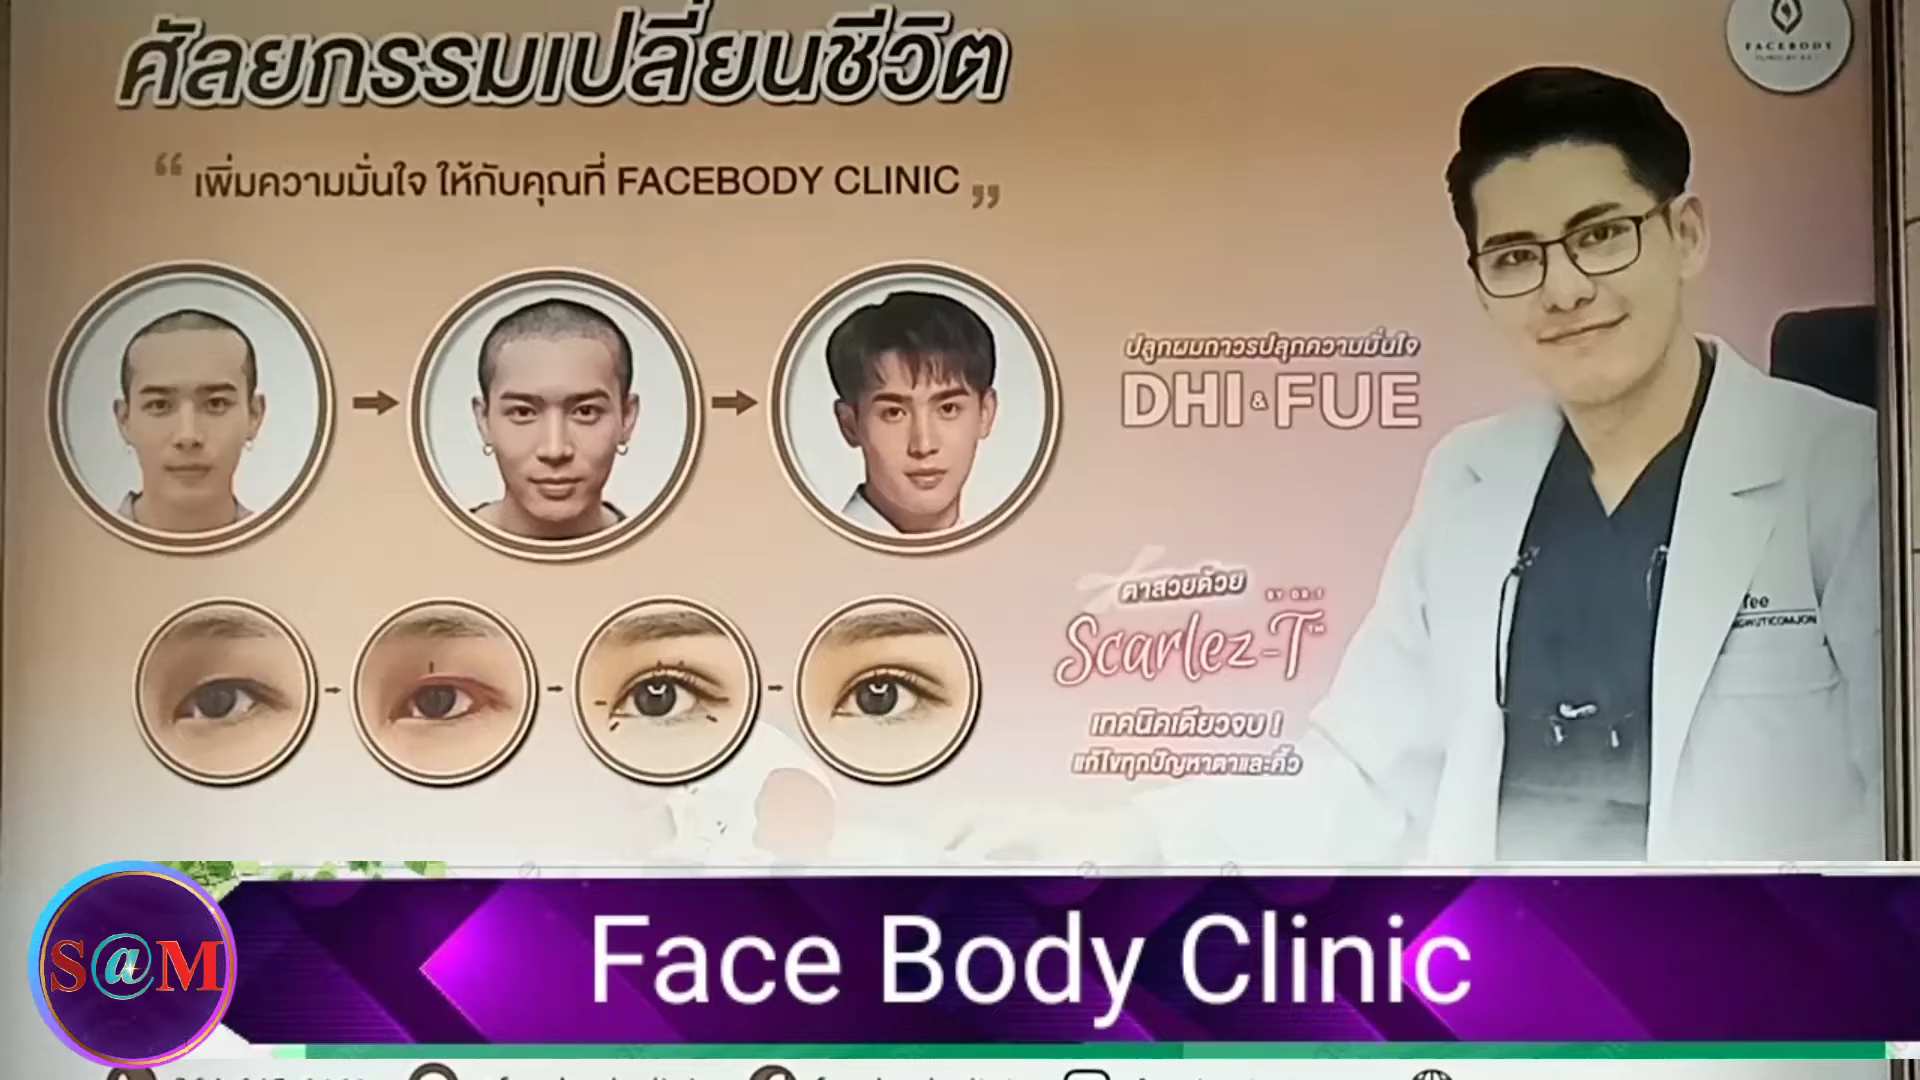 ศัลยกรรมเปลี่ยนชีวิต
FACEBODY
“ เพิ่มความมั่นใจ ให้กับคุณที่ FACEBODY CLINIC ”
ปลูกผมถาวรปลุกความมั่นใจ
DHI & FUE
ตาสวยด้วย
BY DR.T
Scarlez-T™
เทคนิคเดียวจบ !
แก้ไขทุกปัญหาตาและคิ้ว
Tee
S@M
Face Body Clinic